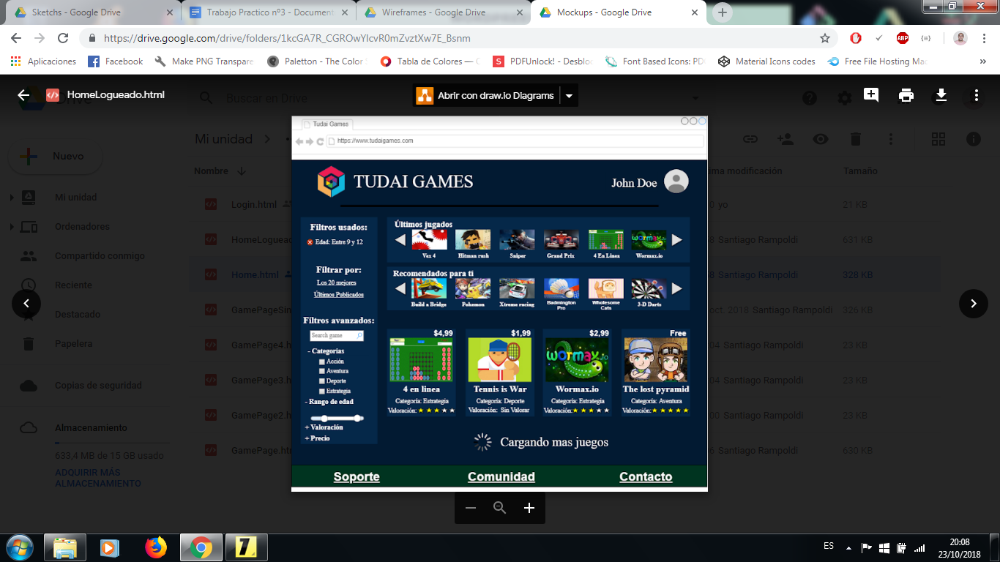 Sketchs - Google Drive
Trabajo Practico nº3 - Document
Wireframes - Google Drive
Mockups - Google Drive
https://drive.google.com/drive/folders/1kcGA7R_CGROwYIcvR0mZvztXw7E_Bsnm
ABP
Aplicaciones
Facebook
Make PNG Transpare
Paletton - The Color
Tabla de Colores —
PDFUnlock! - Desbloc
Font Based Icons: PD
Material Icons codes
Free File Hosting Ma
HomeLogueado.html
Buscar en Drive
Abrir con draw.io Diagrams
Mi unidad
Nuevo
Nombre
ima modificación
Tamaño
Mi unidad
Ordenadores
Compartido conmigo
Reciente
Destacado
Papelera
Copias de seguridad
Almacenamiento
633,4 MB de 15 GB usado
ADQUIRIR MÁS
ALMACENAMIENTO
Login.html
yo
21 KB
HomeLoguead
Santiago Rampoldi
631 KB
Home.html
Santiago Rampoldi
328 KB
GamePageSin
oct. 2018 Santiago Rampoldi
326 KB
GamePage4.h
Santiago Rampoldi
23 KB
GamePage3.h
Santiago Rampoldi
23 KB
GamePage2.h
Santiago Rampoldi
23 KB
GamePage.htm
Santiago Rampoldi
630 KB
Tudai Games
https://www.tudaigames.com
TUDAI GAMES
John Doe
Filtros usados:
Edad: Entre 9 y 12
Filtrar por:
Los 20 mejores
Últimos Publicados
Filtros avanzados:
Search game
- Categorias
Acción
Aventura
Deporte
Estrategia
- Rango de edad
+ Valoración
+ Precio
Últimos jugados
Vex 4
Hitman rush
Sniper
Grand Prix
4 En Linea
Wormax.io
Recomendados para tí
Build a Bridge
Pokemon
Xtreme racing
Badmington
Pro
Wholesome
Cats
3-D Darts
$4,99
4 en linea
Categoría: Estrategia
Valoración:
$1,99
Tennis is War
Categoría: Deporte
Valoración: Sin Valorar
$2,99
WORMAX.io
Wormax.io
Categoría: Estrategia
Valoración:
Free
The lost pyramid
Categoría: Aventura
Valoración:
Cargando mas juegos
Soporte
Comunidad
Contacto
ES
20:08
23/10/2018